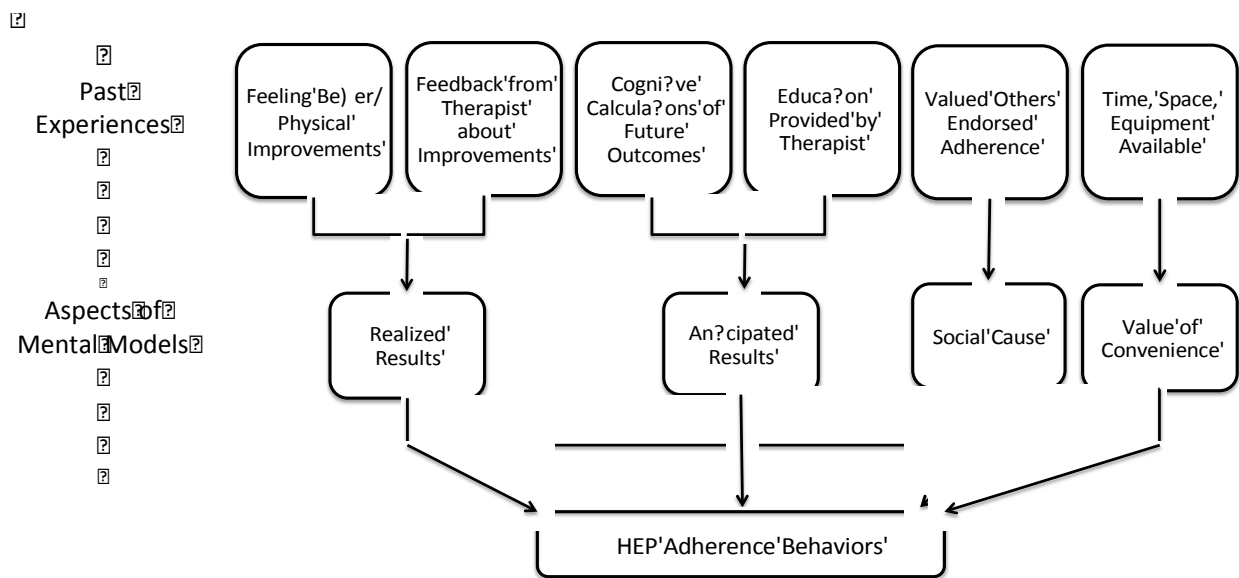 ⍰
⍰
Past⍰
Experiences⍰
⍰
⍰
⍰
⍰
⍰
Aspects⍰of⍰
Mental⍰Models⍰
⍰
⍰
⍰
⍰
Feeling'Be) er/
Physical'
Improvements'
Feedback'from'
Therapist'
about'
Improvements'
Cogni?ve'
Calcula?ons'of'
Future'
Outcomes'
Educa?on'
Provided'by'
Therapist'
Valued'Others'
Endorsed'
Adherence'
Time,'Space,'
Equipment'
Available'
Realized'
Results'
An?cipated'
Results'
Social'Cause'
Value'of'
Convenience'
HEP'Adherence'Behaviors'